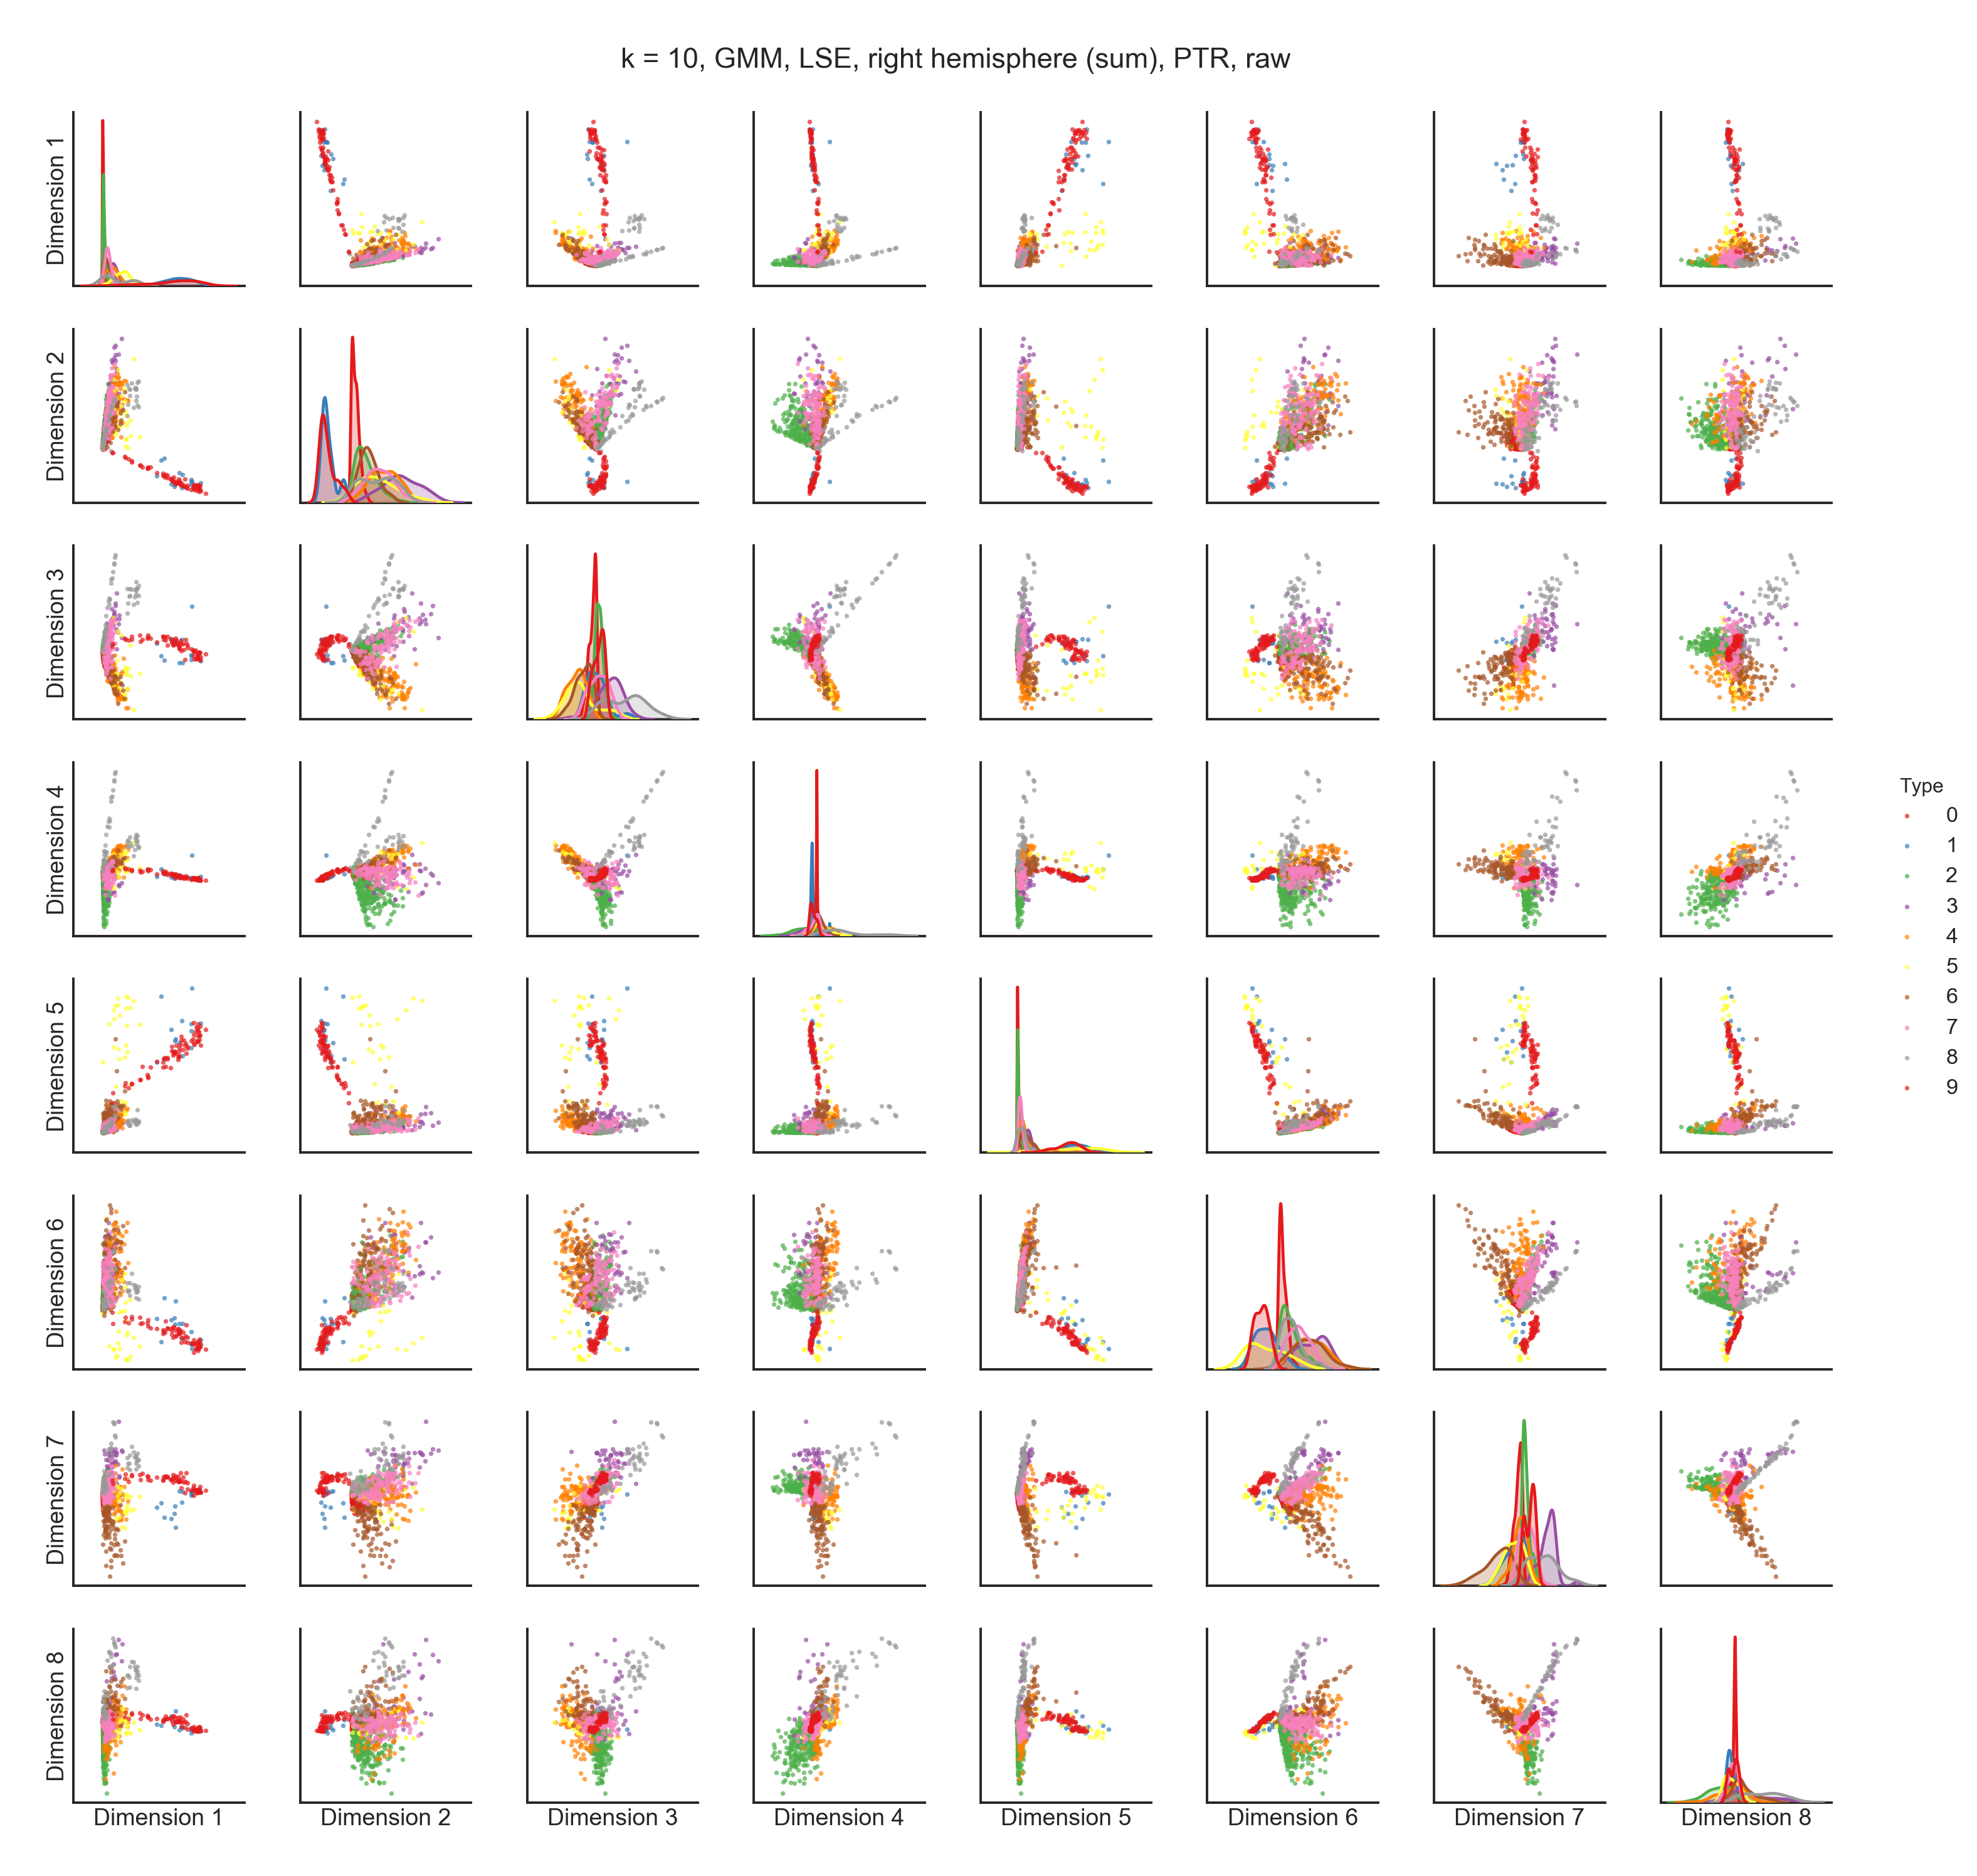 k = 10, GMM, LSE, right hemisphere (sum), PTR, raw
Dimension 1
Dimension 2
Dimension 3
Dimension 4
Dimension 5
Dimension 6
Dimension 7
Dimension 8
Type
0
1
2
3
4
5
6
7
8
9
Dimension 1
Dimension 2
Dimension 3
Dimension 4
Dimension 5
Dimension 6
Dimension 7
Dimension 8